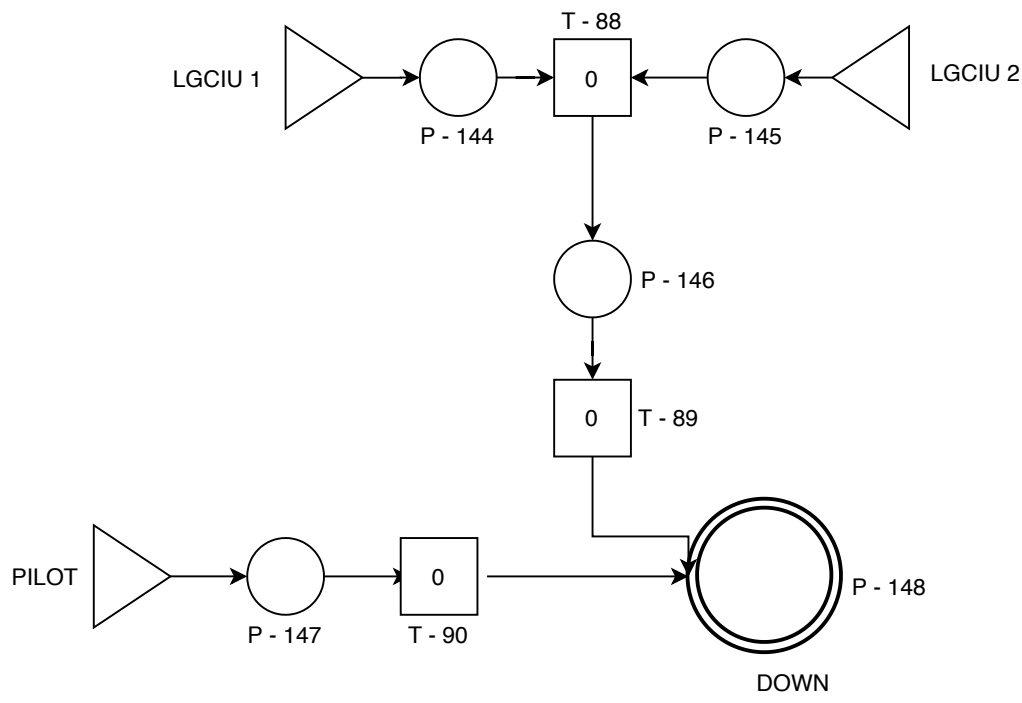 T - 88
LGCIU 1
0
LGCIU 2
P - 144
P - 145
P - 146
0
T - 89
PILOT
0
P - 148
P - 147
T - 90
DOWN